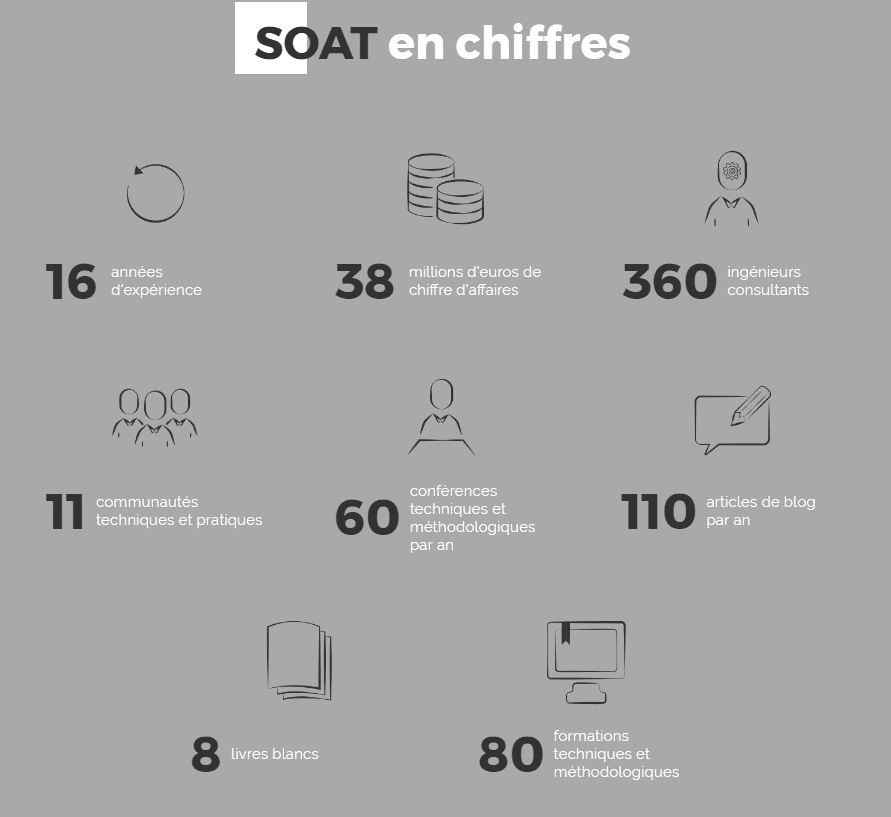 SOAT en chiffres
16 années
d'expérience
38 millions d'euros de
chiffre d'affaires
360 ingénieurs
consultants
11 communautés
techniques et pratiques
60 conférences
techniques et
méthodologiques
par an
110 articles de blog
par an
8 livres blancs
80 formations
techniques et
méthodologiques